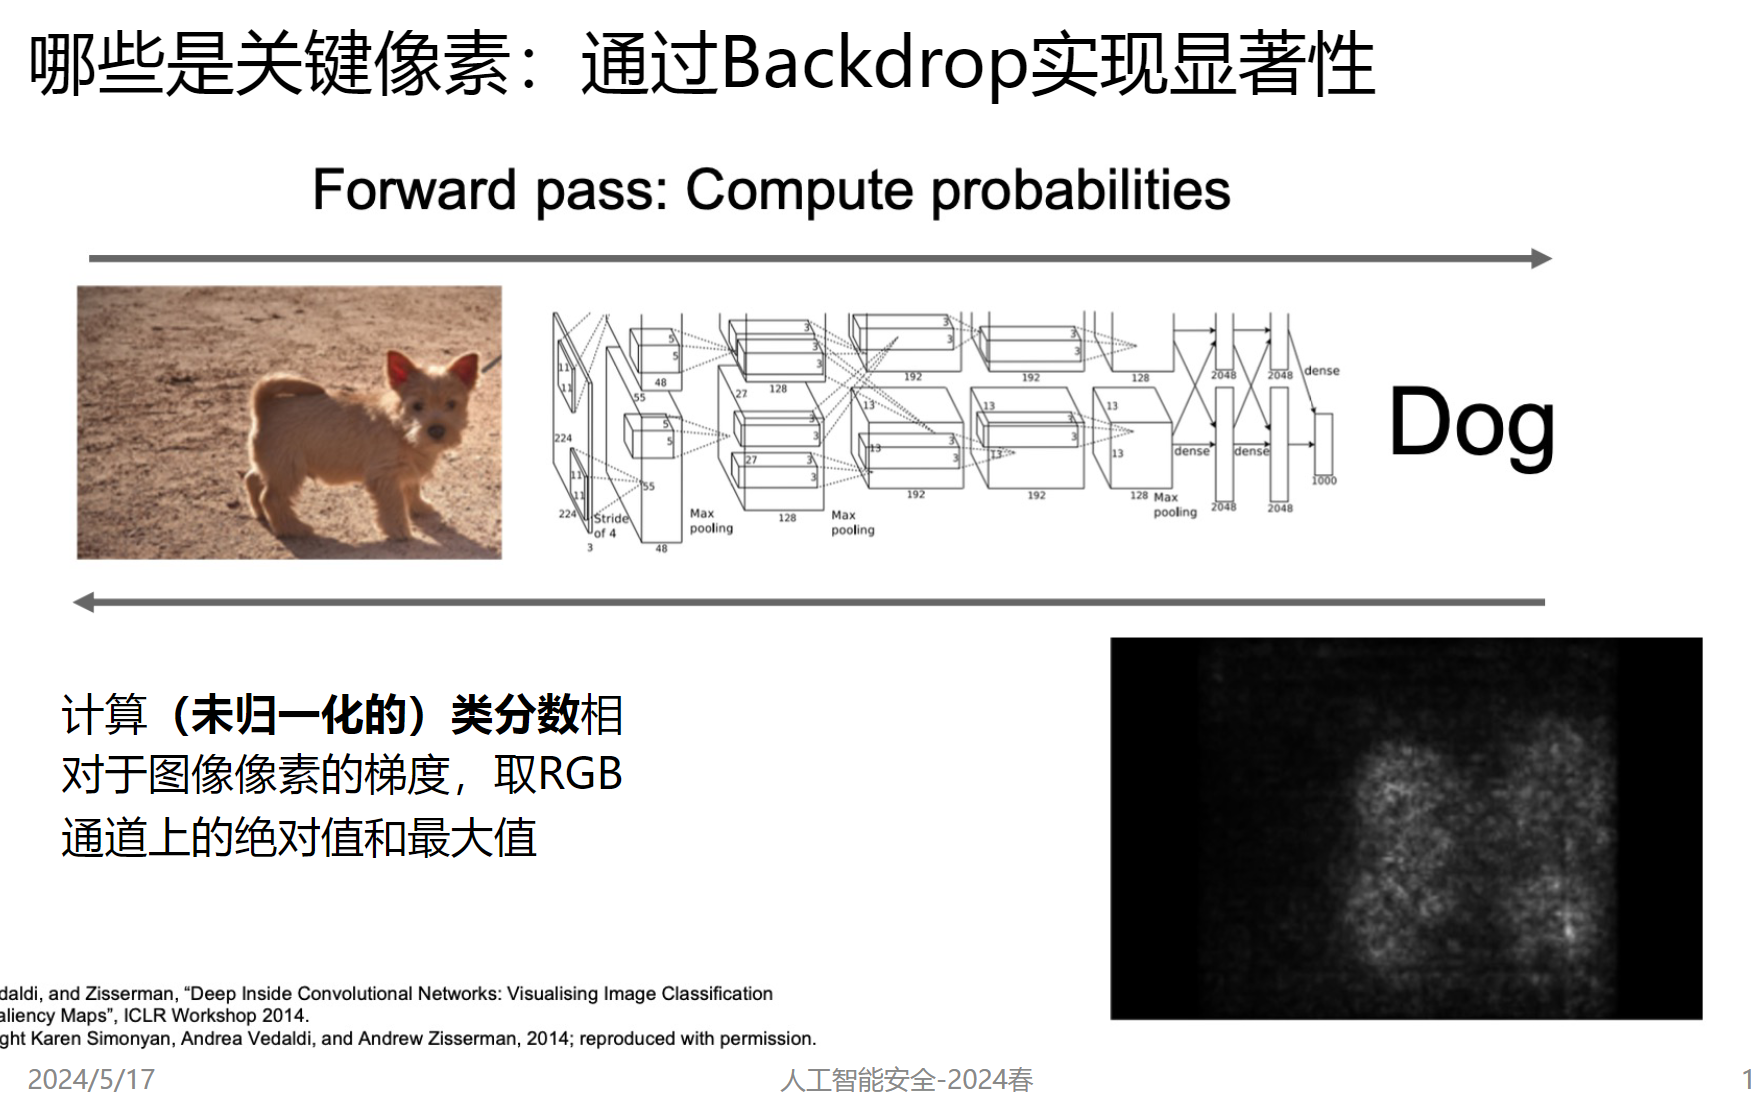 哪些是关键像素：通过Backdrop实现显著性
Forward pass: Compute probabilities
11
11
224
11
11
224
3
Stride
of 4
5
5
48
55
5
5
55
48
Max
pooling
3
3
3
27
128
3
3
27
3
3
128
Max
pooling
3
3
192
13
3
3
13
192
3
3
192
13
3
3
13
192
128
13
13
128
Max
pooling
2048
2048
dense
dense
dense
2048
2048
1000
Dog
计算（未归一化的）类分数相
对于图像像素的梯度，取RGB
通道上的绝对值和最大值
daldi, and Zisserman, “Deep Inside Convolutional Networks: Visualising Image Classification
aliency Maps”, ICLR Workshop 2014.
ght Karen Simonyan, Andrea Vedaldi, and Andrew Zisserman, 2014; reproduced with permission.
2024/5/17
人工智能安全-2024春
1